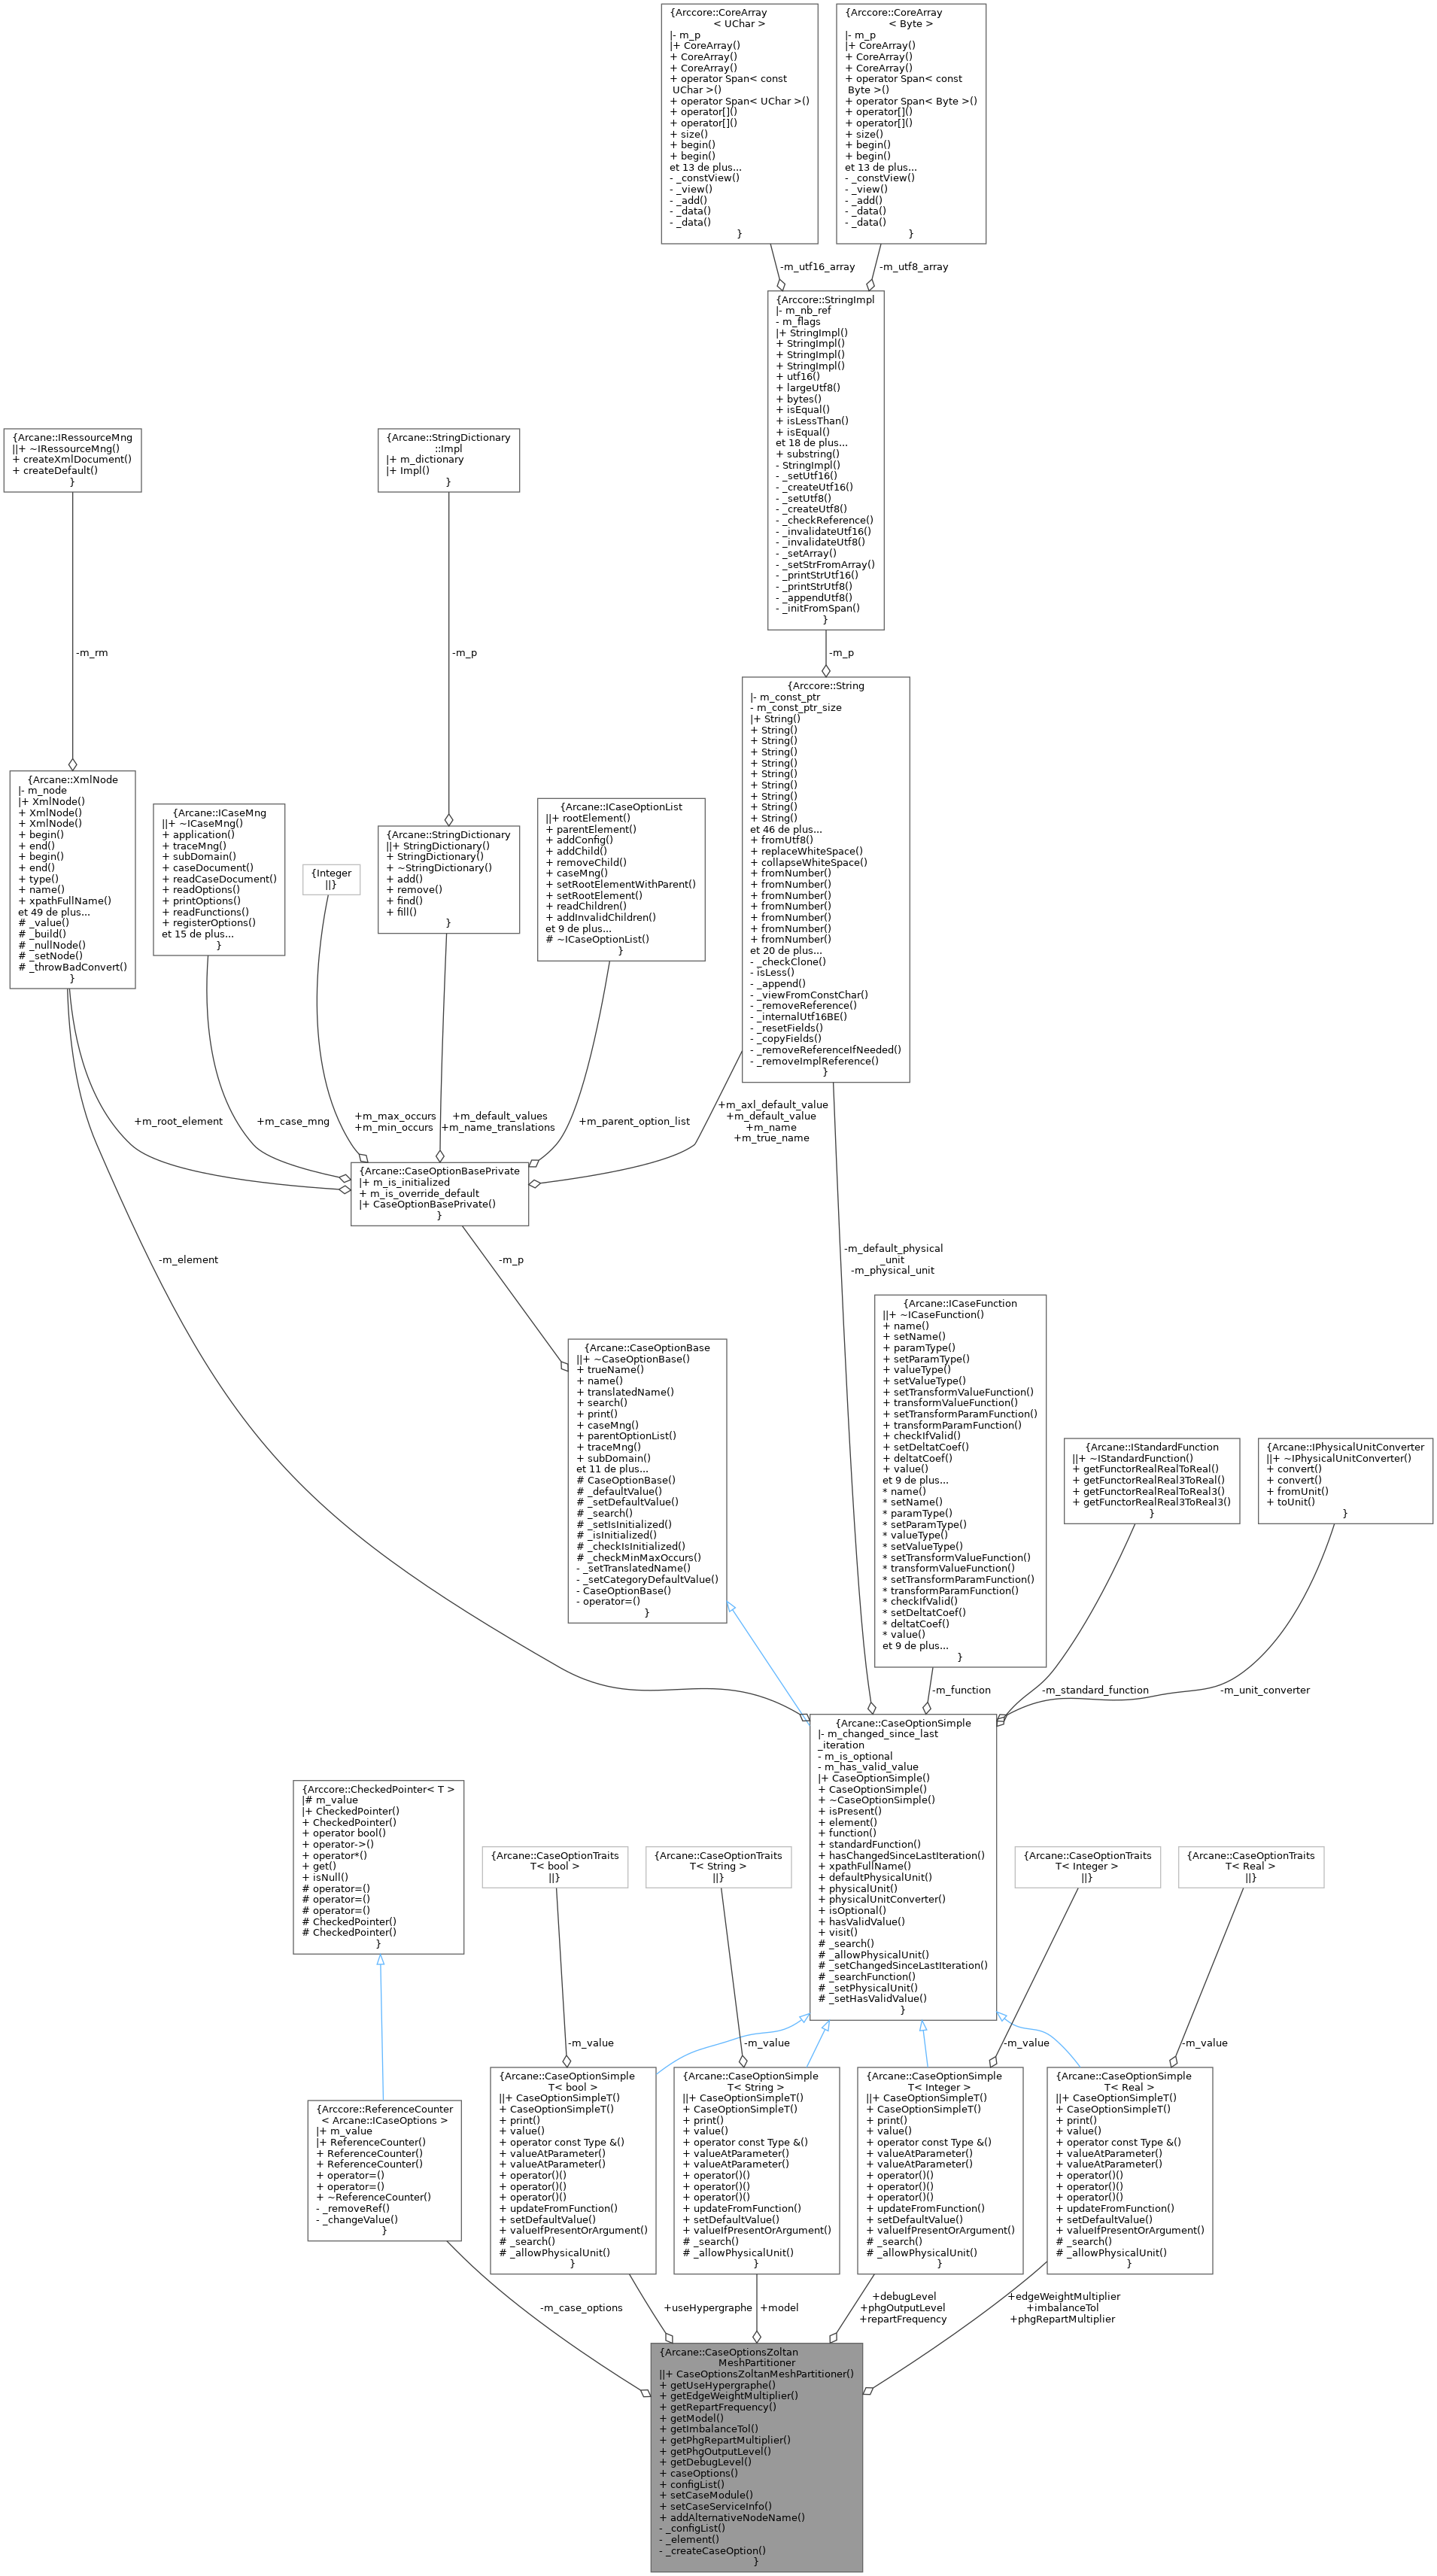 {Arccore::CoreArray
< UChar >
|- m_p
|+ CoreArray()
+ CoreArray()
+ CoreArray()
+ operator Span< const
UChar >()
+ operator Span< UChar >()
+ operator[]()
+ operator[]()
+ size()
+ begin()
+ begin()
et 13 de plus...
- _constView()
- _view()
- _add()
- _data()
- _data()
}
{Arccore::CoreArray
< Byte >
|- m_p
|+ CoreArray()
+ CoreArray()
+ CoreArray()
+ operator Span< const
Byte >()
+ operator Span< Byte >()
+ operator[]()
+ operator[]()
+ size()
+ begin()
+ begin()
et 13 de plus...
- _constView()
- _view()
- _add()
- _data()
- _data()
}
-m_utf16_array
-m_utf8_array
{Arccore::StringImpl
|- m_nb_ref
- m_flags
|+ StringImpl()
+ StringImpl()
+ StringImpl()
+ StringImpl()
+ utf16()
+ largeUtf8()
+ bytes()
+ isEqual()
+ isLessThan()
+ isEqual()
et 18 de plus...
+ substring()
- StringImpl()
- _setUtf16()
- _createUtf16()
- _setUtf8()
- _createUtf8()
- _checkReference()
- _invalidateUtf16()
- _invalidateUtf8()
- _setArray()
- _setStrFromArray()
- _printStrUtf16()
- _printStrUtf8()
- _appendUtf8()
- _initFromSpan()
}
{Arcane::IRessourceMng
||+ ~IRessourceMng()
+ createXmlDocument()
+ createDefault()
}
{Arcane::StringDictionary
::Impl
|+ m_dictionary
|+ Impl()
}
-m_rm
-m_p
-m_p
{Arccore::String
|- m_const_ptr
- m_const_ptr_size
|+ String()
+ String()
+ String()
+ String()
+ String()
+ String()
+ String()
+ String()
+ String()
+ String()
et 46 de plus...
+ fromUtf8()
+ replaceWhiteSpace()
+ collapseWhiteSpace()
+ fromNumber()
+ fromNumber()
+ fromNumber()
+ fromNumber()
+ fromNumber()
+ fromNumber()
+ fromNumber()
et 20 de plus...
- _checkClone()
- isLess()
- _append()
- _viewFromConstChar()
- _removeReference()
- _internalUtf16BE()
- _resetFields()
- _copyFields()
- _removeReferenceIfNeeded()
- _removeImplReference()
}
{Arcane::XmlNode
|- m_node
|+ XmlNode()
+ XmlNode()
+ XmlNode()
+ begin()
+ end()
+ begin()
+ end()
+ type()
+ name()
+ xpathFullName()
et 49 de plus...
# _value()
# _build()
# _nullNode()
# _setNode()
# _throwBadConvert()
}
{Arcane::ICaseMng
||+ ~ICaseMng()
+ application()
+ traceMng()
+ subDomain()
+ caseDocument()
+ readCaseDocument()
+ readOptions()
+ printOptions()
+ readFunctions()
+ registerOptions()
et 15 de plus...
}
{Integer
||}
{Arcane::StringDictionary
||+ StringDictionary()
+ StringDictionary()
+ ~StringDictionary()
+ add()
+ remove()
+ find()
+ fill()
}
{Arcane::ICaseOptionList
||+ rootElement()
+ parentElement()
+ addConfig()
+ addChild()
+ removeChild()
+ caseMng()
+ setRootElementWithParent()
+ setRootElement()
+ readChildren()
+ addInvalidChildren()
et 9 de plus...
# ~ICaseOptionList()
}
+m_root_element
+m_case_mng
+m_max_occurs
+m_min_occurs
+m_default_values
+m_name_translations
+m_parent_option_list
+m_axl_default_value
+m_default_value
+m_name
+m_true_name
{Arcane::CaseOptionBasePrivate
|+ m_is_initialized
+ m_is_override_default
|+ CaseOptionBasePrivate()
}
-m_element
-m_p
-m_default_physical
_unit
-m_physical_unit
{Arcane::CaseOptionBase
||+ ~CaseOptionBase()
+ trueName()
+ name()
+ translatedName()
+ search()
+ print()
+ caseMng()
+ parentOptionList()
+ traceMng()
+ subDomain()
et 11 de plus...
# CaseOptionBase()
# _defaultValue()
# _setDefaultValue()
# _search()
# _setIsInitialized()
# _isInitialized()
# _checkIsInitialized()
# _checkMinMaxOccurs()
- _setTranslatedName()
- _setCategoryDefaultValue()
- CaseOptionBase()
- operator=()
}
{Arcane::ICaseFunction
||+ ~ICaseFunction()
+ name()
+ setName()
+ paramType()
+ setParamType()
+ valueType()
+ setValueType()
+ setTransformValueFunction()
+ transformValueFunction()
+ setTransformParamFunction()
+ transformParamFunction()
+ checkIfValid()
+ setDeltatCoef()
+ deltatCoef()
+ value()
et 9 de plus...
* name()
* setName()
* paramType()
* setParamType()
* valueType()
* setValueType()
* setTransformValueFunction()
* transformValueFunction()
* setTransformParamFunction()
* transformParamFunction()
* checkIfValid()
* setDeltatCoef()
* deltatCoef()
* value()
et 9 de plus...
}
{Arcane::IStandardFunction
||+ ~IStandardFunction()
+ getFunctorRealRealToReal()
+ getFunctorRealReal3ToReal()
+ getFunctorRealRealToReal3()
+ getFunctorRealReal3ToReal3()
}
{Arcane::IPhysicalUnitConverter
||+ ~IPhysicalUnitConverter()
+ convert()
+ convert()
+ fromUnit()
+ toUnit()
}
-m_function
-m_standard_function
-m_unit_converter
{Arcane::CaseOptionSimple
|- m_changed_since_last
_iteration
- m_is_optional
- m_has_valid_value
|+ CaseOptionSimple()
+ CaseOptionSimple()
+ ~CaseOptionSimple()
+ isPresent()
+ element()
+ function()
+ standardFunction()
+ hasChangedSinceLastIteration()
+ xpathFullName()
+ defaultPhysicalUnit()
+ physicalUnit()
+ physicalUnitConverter()
+ isOptional()
+ hasValidValue()
+ visit()
# _search()
# _allowPhysicalUnit()
# _setChangedSinceLastIteration()
# _searchFunction()
# _setPhysicalUnit()
# _setHasValidValue()
}
{Arccore::CheckedPointer< T >
|# m_value
|+ CheckedPointer()
+ CheckedPointer()
+ operator bool()
+ operator->()
+ operator*()
+ get()
+ isNull()
# operator=()
# operator=()
# operator=()
# CheckedPointer()
# CheckedPointer()
}
{Arcane::CaseOptionTraits
T< bool >
||}
{Arcane::CaseOptionTraits
T< String >
||}
{Arcane::CaseOptionTraits
T< Integer >
||}
{Arcane::CaseOptionTraits
T< Real >
||}
-m_value
-m_value
-m_value
-m_value
{Arccore::ReferenceCounter
< Arcane::ICaseOptions >
|+ m_value
|+ ReferenceCounter()
+ ReferenceCounter()
+ ReferenceCounter()
+ operator=()
+ operator=()
+ ~ReferenceCounter()
- _removeRef()
- _changeValue()
}
{Arcane::CaseOptionSimple
T< bool >
||+ CaseOptionSimpleT()
+ CaseOptionSimpleT()
+ print()
+ value()
+ operator const Type &()
+ valueAtParameter()
+ valueAtParameter()
+ operator()()
+ operator()()
+ operator()()
+ updateFromFunction()
+ setDefaultValue()
+ valueIfPresentOrArgument()
# _search()
# _allowPhysicalUnit()
}
{Arcane::CaseOptionSimple
T< String >
||+ CaseOptionSimpleT()
+ CaseOptionSimpleT()
+ print()
+ value()
+ operator const Type &()
+ valueAtParameter()
+ valueAtParameter()
+ operator()()
+ operator()()
+ operator()()
+ updateFromFunction()
+ setDefaultValue()
+ valueIfPresentOrArgument()
# _search()
# _allowPhysicalUnit()
}
{Arcane::CaseOptionSimple
T< Integer >
||+ CaseOptionSimpleT()
+ CaseOptionSimpleT()
+ print()
+ value()
+ operator const Type &()
+ valueAtParameter()
+ valueAtParameter()
+ operator()()
+ operator()()
+ operator()()
+ updateFromFunction()
+ setDefaultValue()
+ valueIfPresentOrArgument()
# _search()
# _allowPhysicalUnit()
}
{Arcane::CaseOptionSimple
T< Real >
||+ CaseOptionSimpleT()
+ CaseOptionSimpleT()
+ print()
+ value()
+ operator const Type &()
+ valueAtParameter()
+ valueAtParameter()
+ operator()()
+ operator()()
+ operator()()
+ updateFromFunction()
+ setDefaultValue()
+ valueIfPresentOrArgument()
# _search()
# _allowPhysicalUnit()
}
-m_case_options
+useHypergraphe
+model
+debugLevel
+phgOutputLevel
+repartFrequency
+edgeWeightMultiplier
+imbalanceTol
+phgRepartMultiplier
{Arcane::CaseOptionsZoltan
MeshPartitioner
||+ CaseOptionsZoltanMeshPartitioner()
+ getUseHypergraphe()
+ getEdgeWeightMultiplier()
+ getRepartFrequency()
+ getModel()
+ getImbalanceTol()
+ getPhgRepartMultiplier()
+ getPhgOutputLevel()
+ getDebugLevel()
+ caseOptions()
+ configList()
+ setCaseModule()
+ setCaseServiceInfo()
+ addAlternativeNodeName()
- _configList()
- _element()
- _createCaseOption()
}